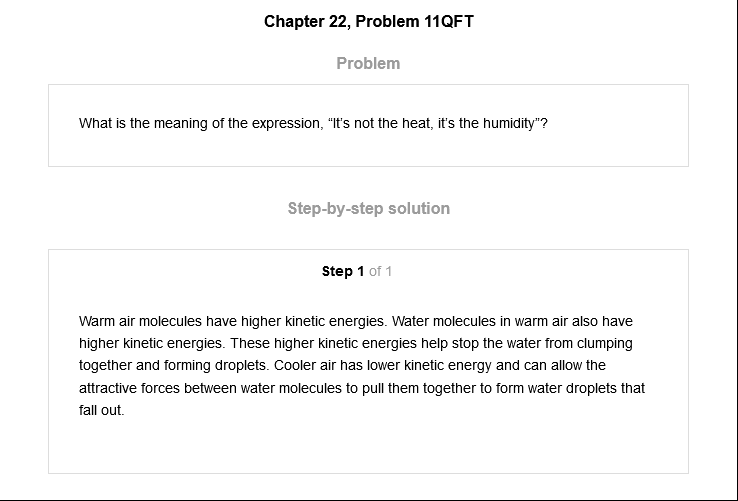 Chapter 22, Problem 11QFT
Problem
What is the meaning of the expression, “It’s not the heat, it’s the humidity”?
Step-by-step solution
Step 1 of 1
Warm air molecules have higher kinetic energies. Water molecules in warm air also have
higher kinetic energies. These higher kinetic energies help stop the water from clumping
together and forming droplets. Cooler air has lower kinetic energy and can allow the
attractive forces between water molecules to pull them together to form water droplets that
fall out.